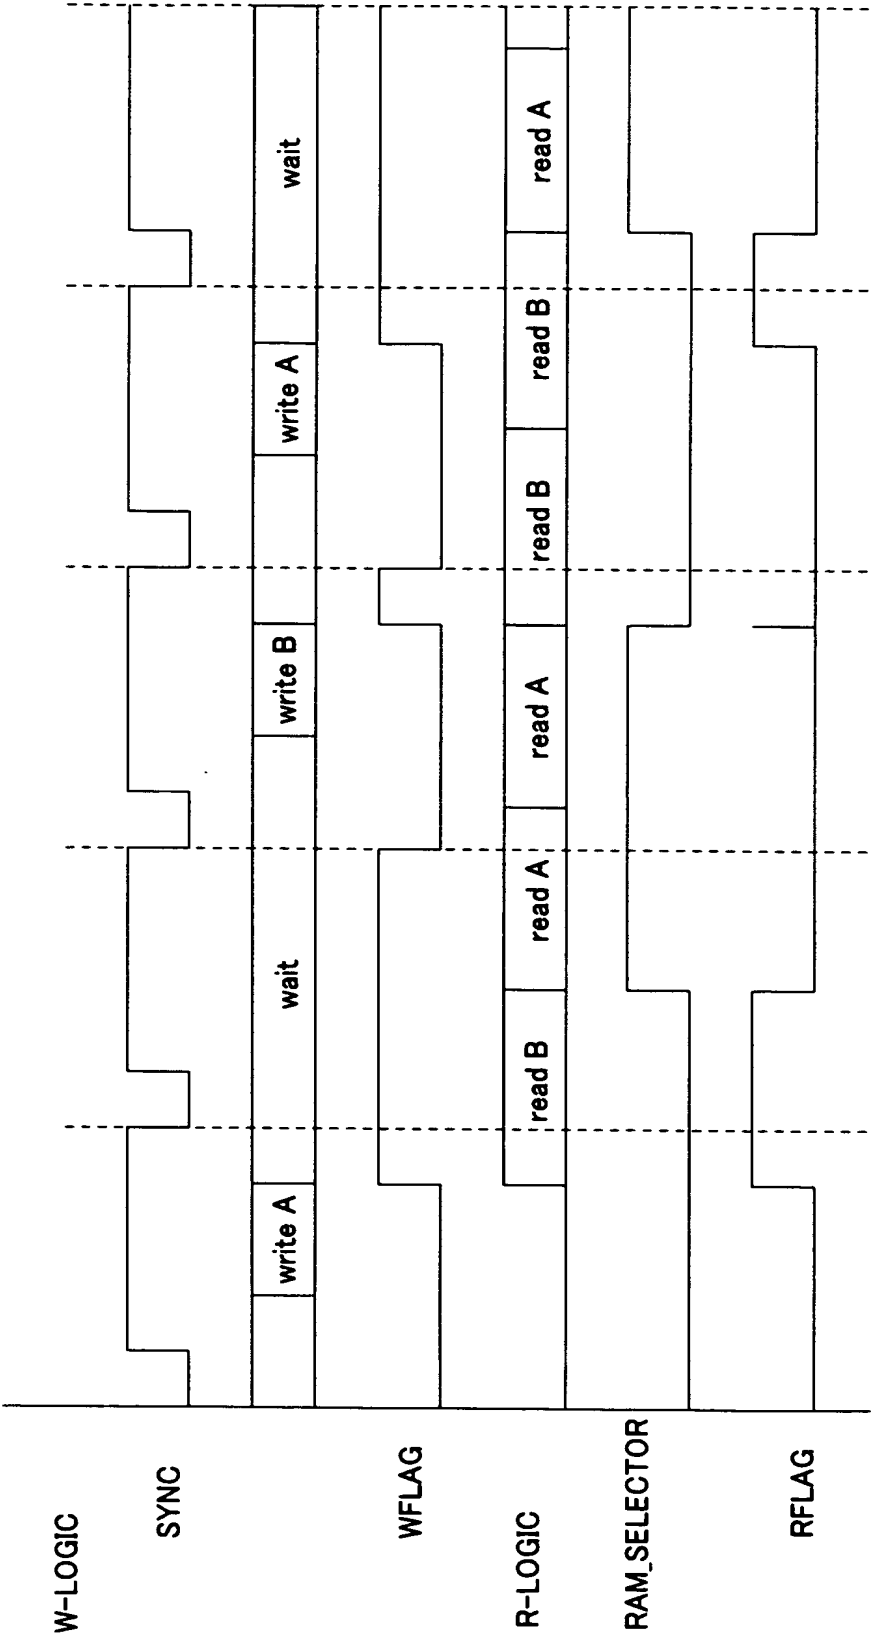 W-LOGIC
SYNC
write A
wait
write B
write A
wait
WFLAG
R-LOGIC
read B
read A
read A
read B
read B
read A
RAM_SELECTOR
RFLAG